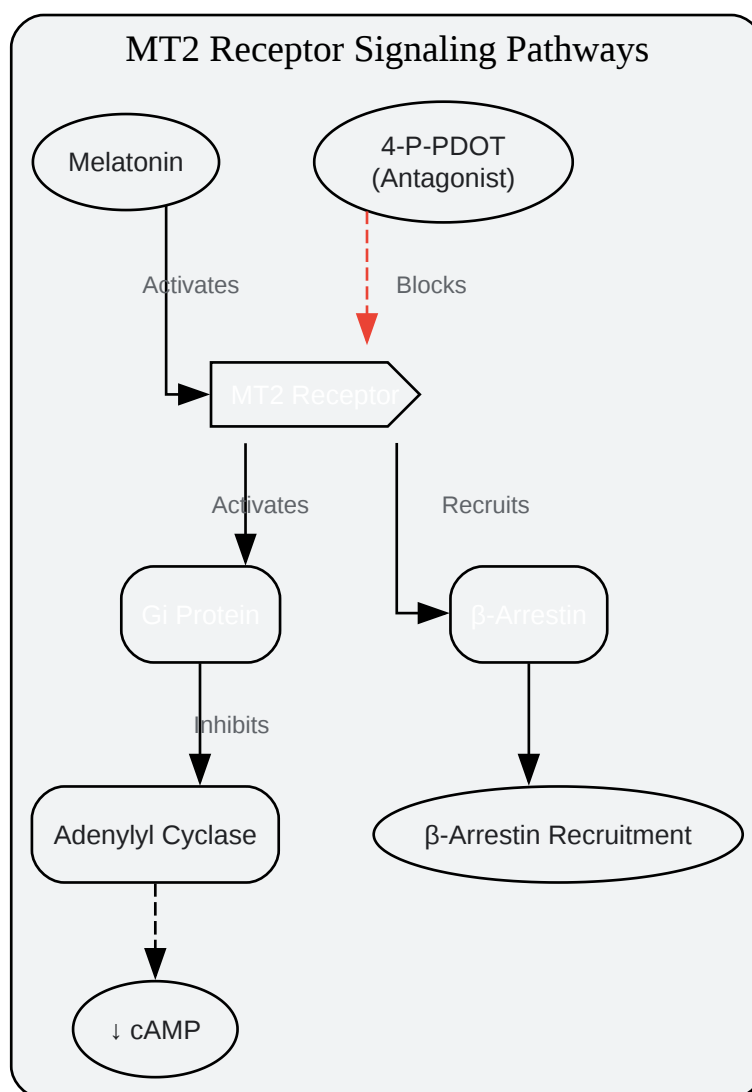 MT2 Receptor Signaling Pathways
Melatonin
4-P-PDOT
(Antagonist)
Activates
Blocks
MT2 Receptor
Activates
Recruits
Gi Protein
β-Arrestin
Inhibits
Adenylyl Cyclase
β-Arrestin Recruitment
↓ cAMP